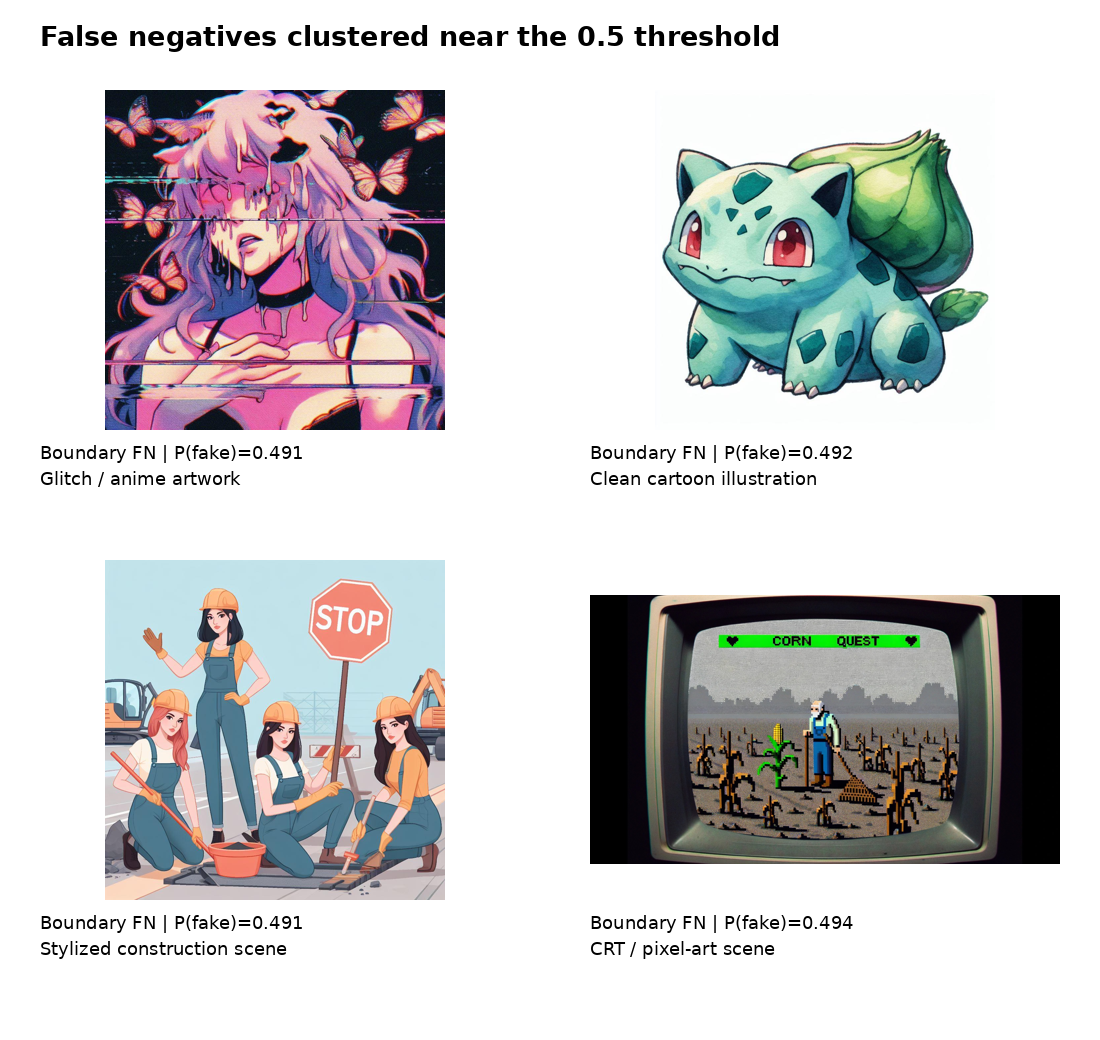 False negatives clustered near the 0.5 threshold
Boundary FN | P(fake)=0.491
Glitch / anime artwork
Boundary FN | P(fake)=0.492
Clean cartoon illustration
STOP
Boundary FN | P(fake)=0.491
Stylized construction scene
♥ CORN QUEST ♥
Boundary FN | P(fake)=0.494
CRT / pixel-art scene